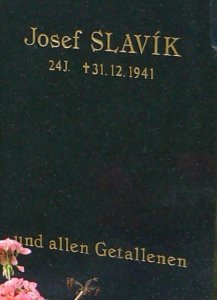 Josef SLAVÍK
24J. ✝31.12.1941
und allen Getallenen